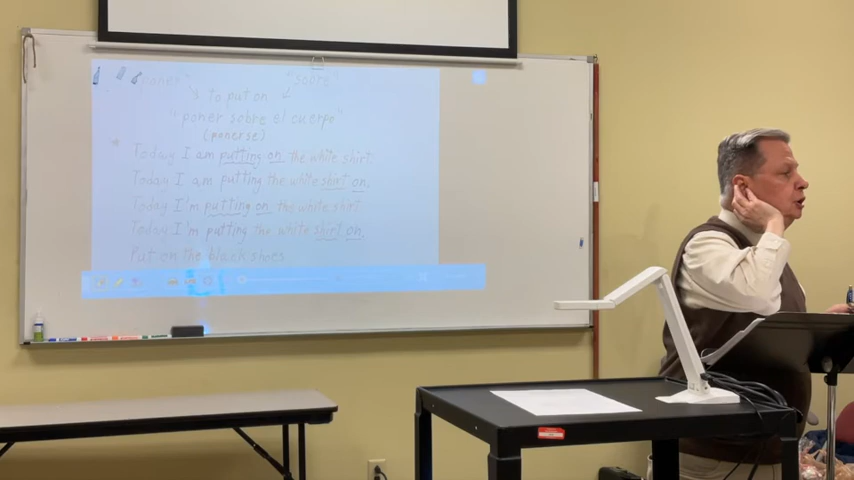 "poner" "sobre"
to put on
"poner sobre el cuerpo"
(ponerse)
Today I am putting on the white shirt
Today I am putting the white shirt on.
Today I'm putting on the white shirt
Today I'm putting the white shirt on.
Put on the black shoes